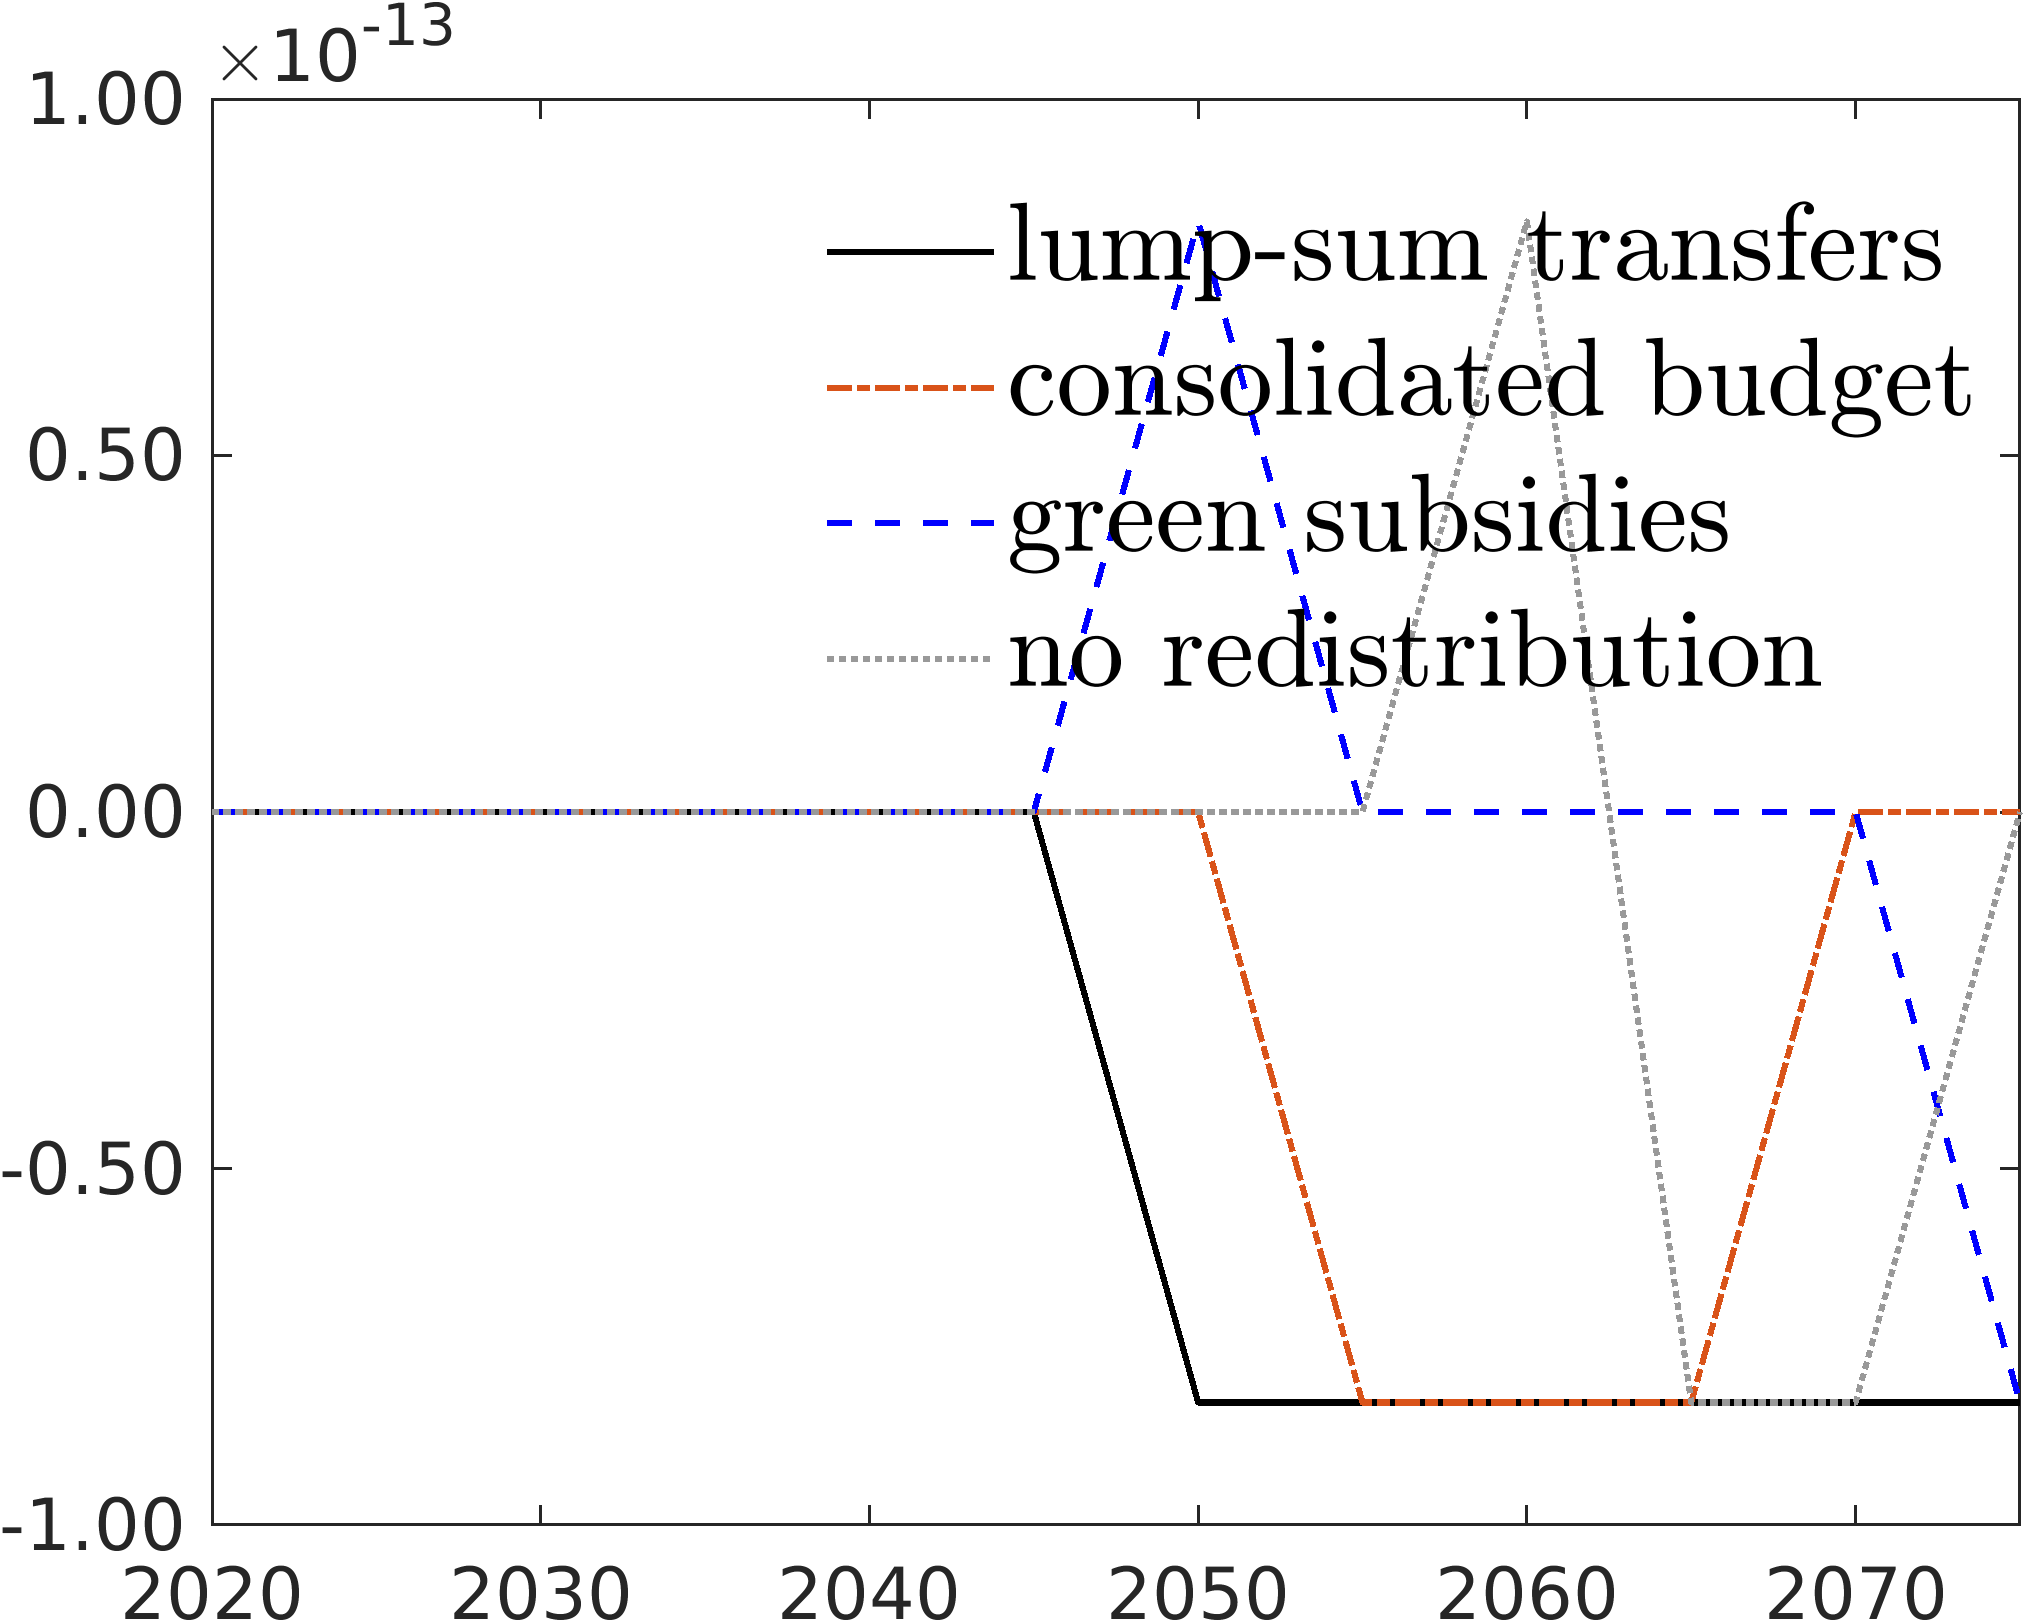 ×10-13
1.00
0.50
0.00
-0.50
-1.00
2020 2030 2040 2050 2060 2070
lump-sum transfers
consolidated budget
green subsidies
no redistribution